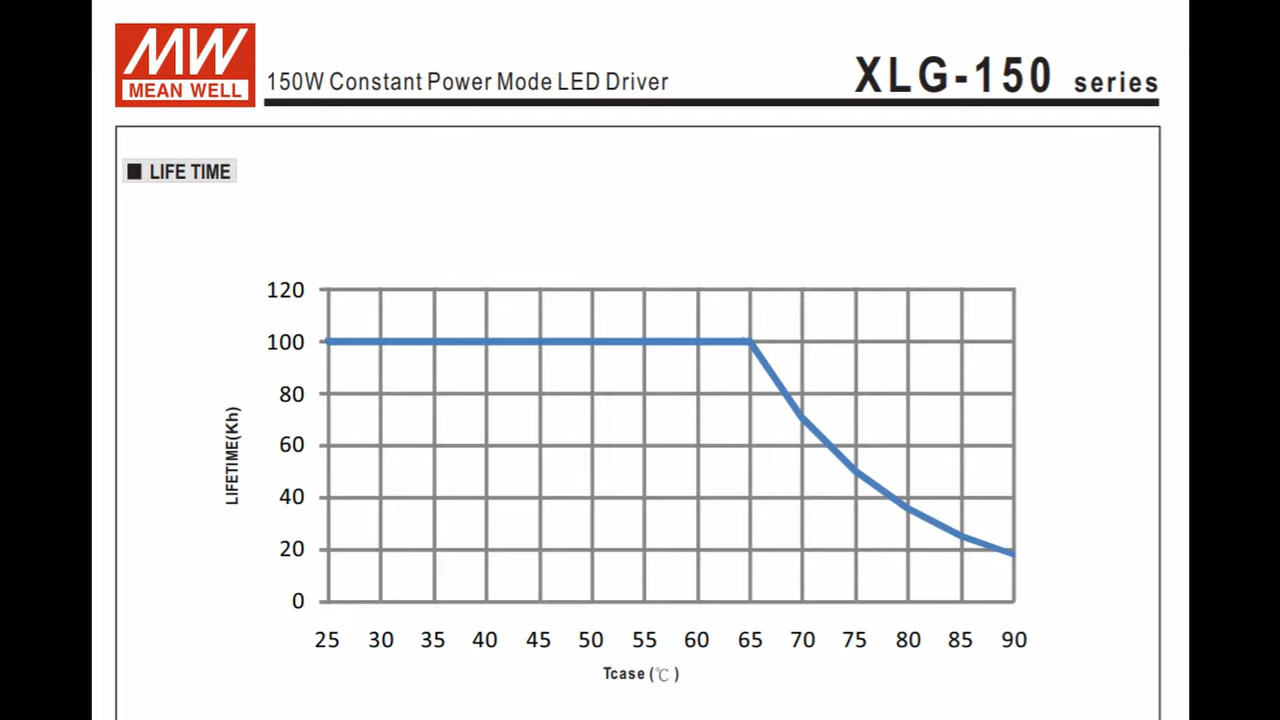 MW
MEAN WELL
150W Constant Power Mode LED Driver
XLG-150 series
■ LIFE TIME
120
100
80
60
40
20
0
LIFETIME(Kh)
25 30 35 40 45 50 55 60 65 70 75 80 85 90
Tcase (℃)